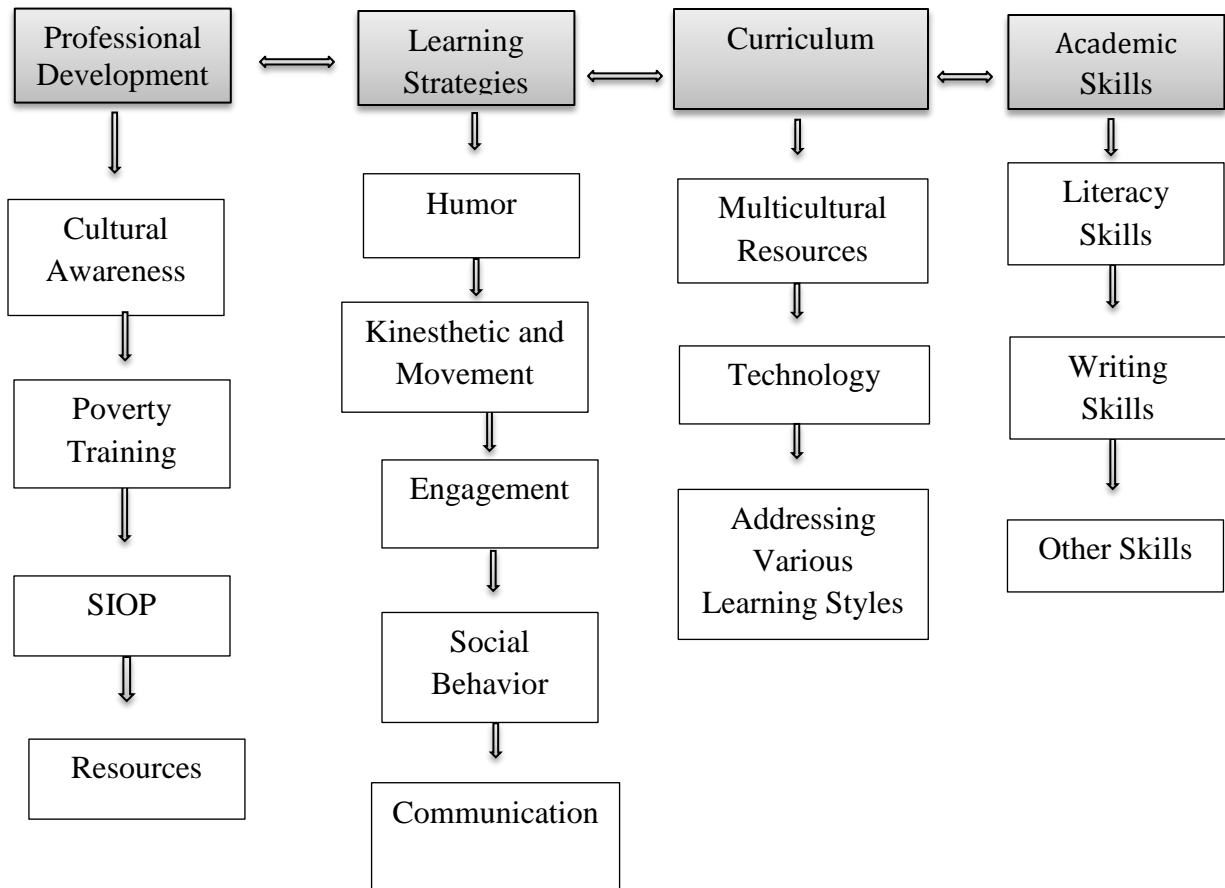 Professional
Development
Learning
Strategies
Curriculum
Academic
Skills
Cultural
Awareness
Poverty
Training
SIOP
Resources
Humor
Kinesthetic and
Movement
Engagement
Social
Behavior
Communication
Multicultural
Resources
Technology
Addressing
Various
Learning Styles
Literacy
Skills
Writing
Skills
Other Skills